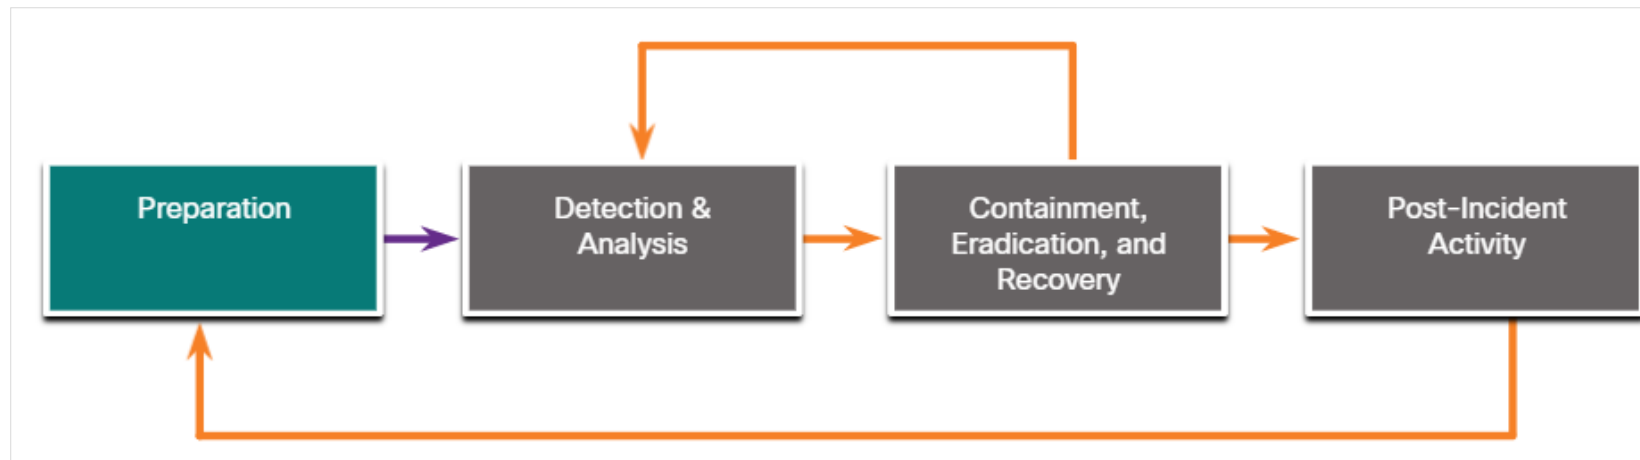 Preparation
Detection &
Analysis
Containment,
Eradication, and
Recovery
Post-Incident
Activity